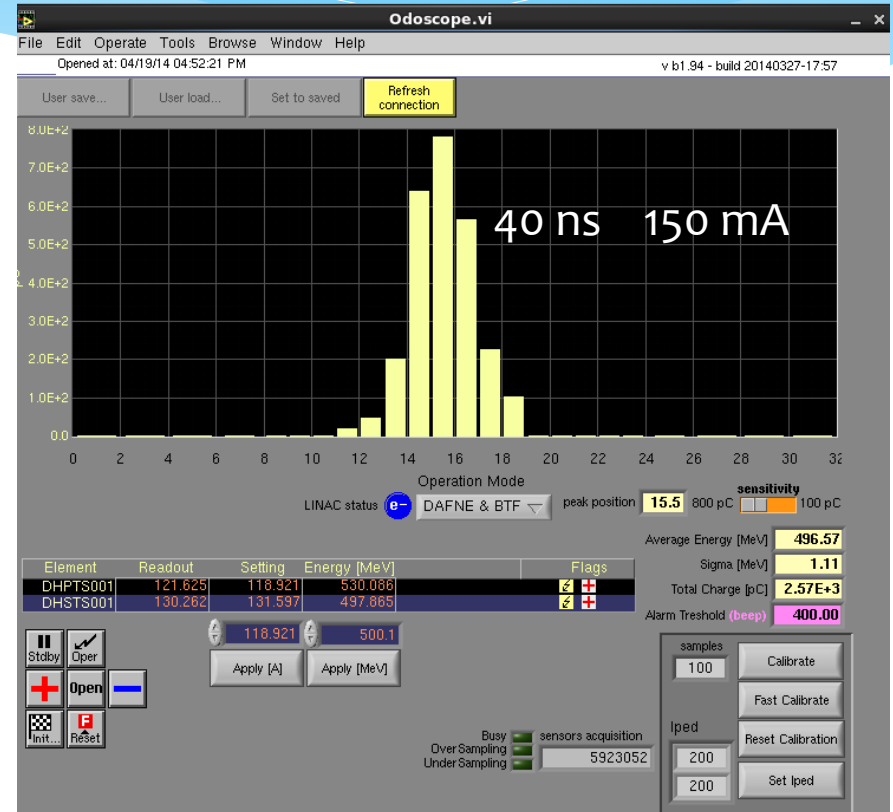 Odoscope.vi
File Edit Operate Tools Browse Window Help
Opened at: 04/19/14 04:52:21 PM v b1.94 - build 20140327-17:57
User save... User load... Set to saved Refresh connection
8.0E+2
7.0E+2
6.0E+2
40 ns 150 mA
5.0E+2
4.0E+2
3.0E+2
2.0E+2
1.0E+2
0.0
0 2 4 6 8 10 12 14 16 18 20 22 24 26 28 30 32
Operation Mode
LINAC status e- DAFNE & BTF peak position 15.5 800 pC sensitivity 100 pC
Average Energy [MeV] 496.57
Sigma [MeV] 1.11
Total Charge [pC] 2.57E+3
Alarm Treshold (beep) 400.00
Element Readout Setting Energy [MeV] Flags
DHPTS001 121.625 118.921 530.086
DHSTS001 130.262 131.597 497.865
118.921 500.1
Apply [A] Apply [MeV]
Stdby Oper
Open
Init... F Reset
samples
100
Calibrate
Fast Calibrate
Iped
Reset Calibration
200
200
Set Iped
Busy sensors acquisition
Over Sampling 5923052
Under Sampling